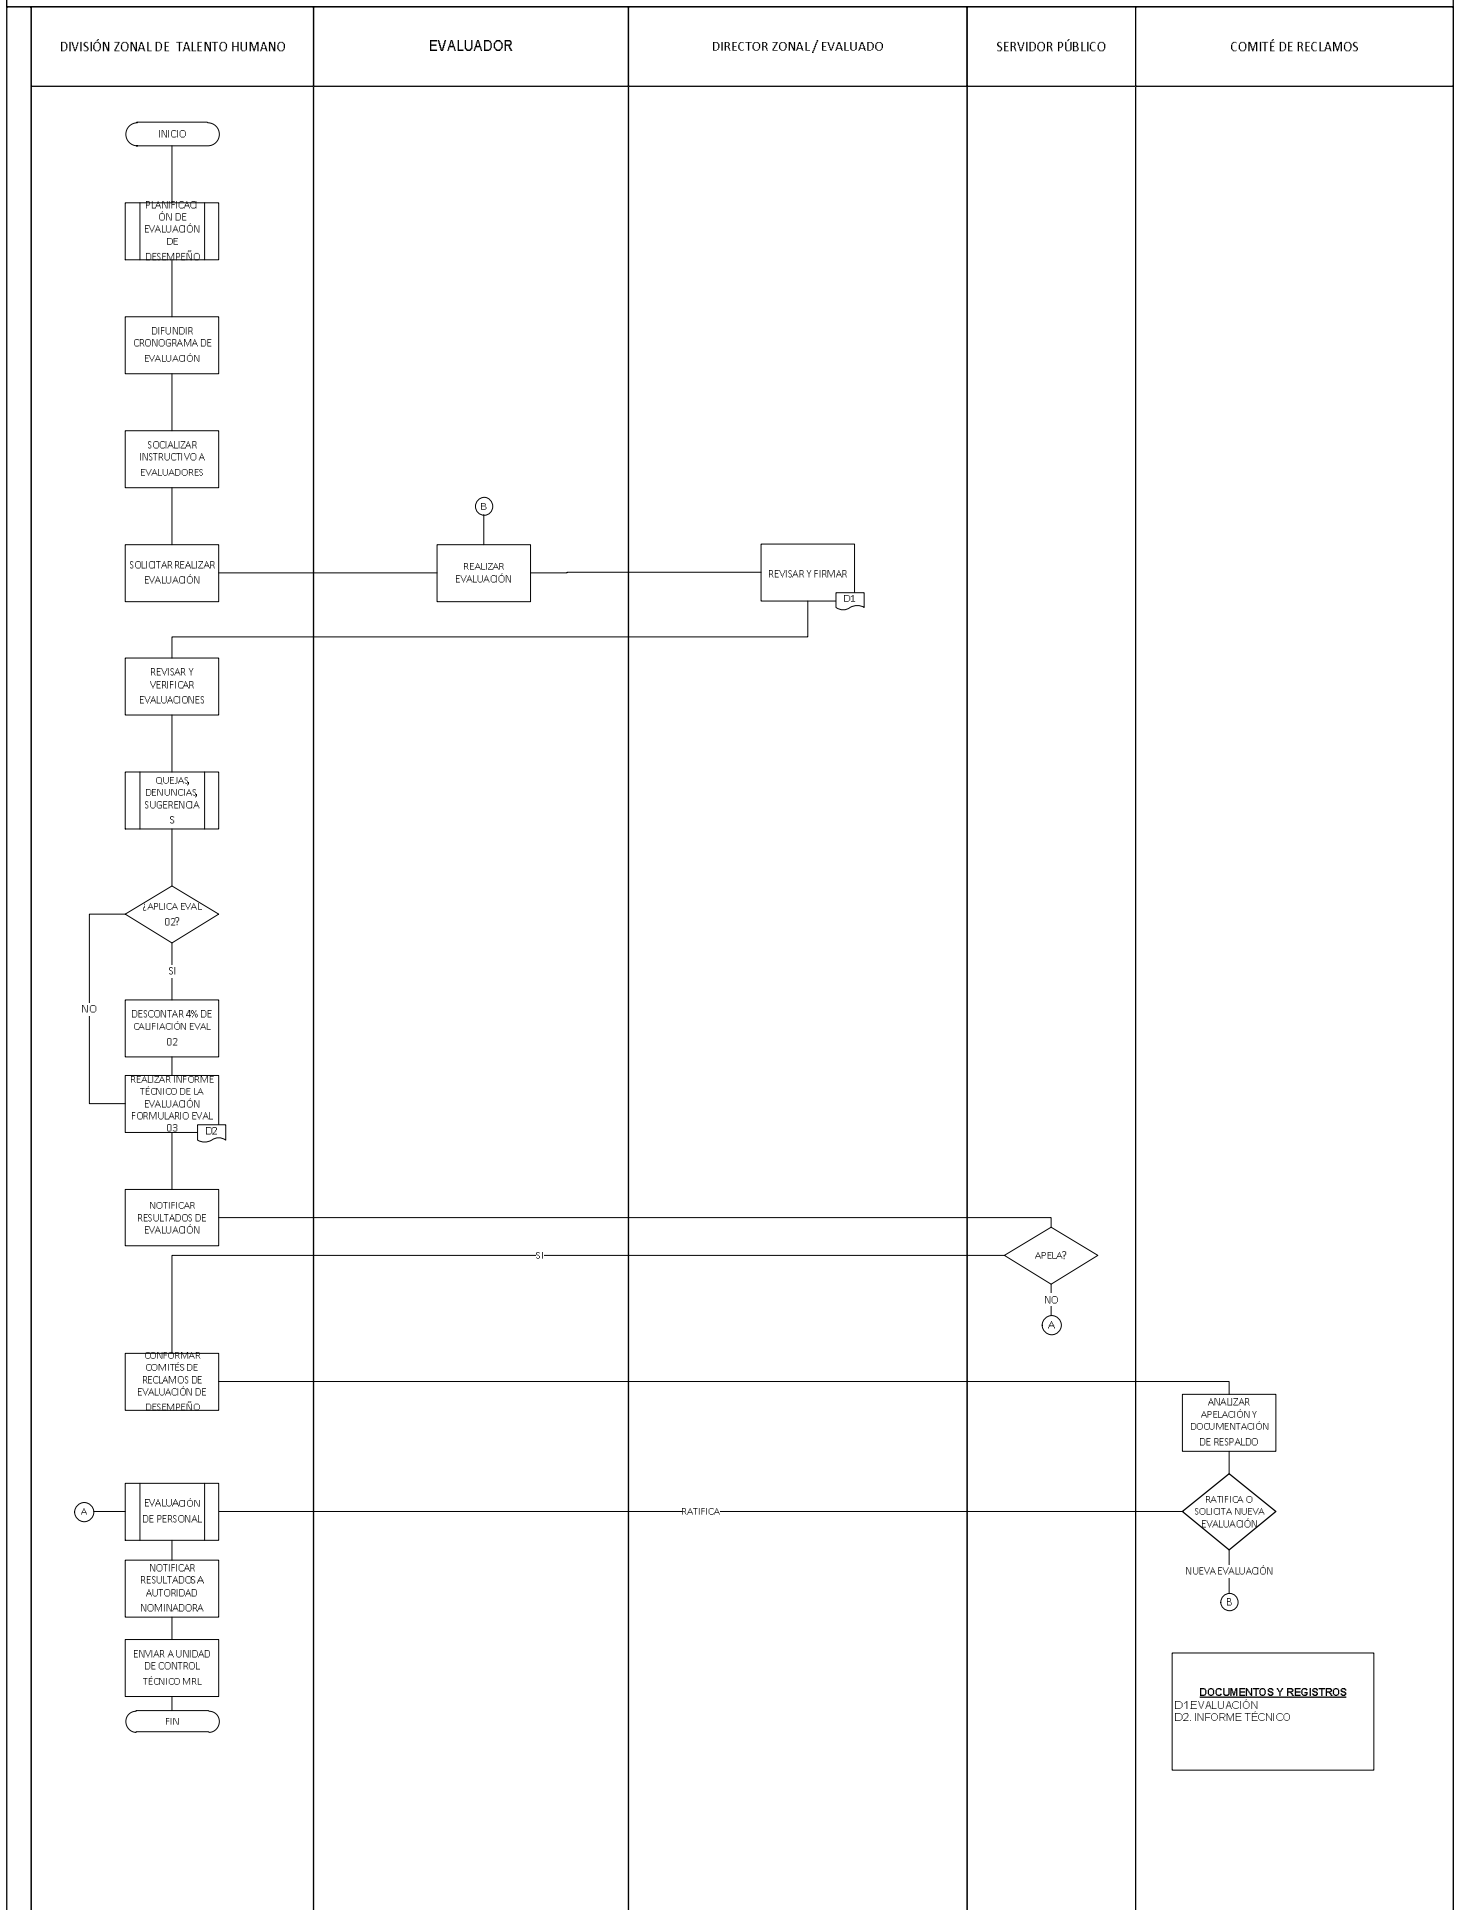 DIVISIÓN ZONAL DE TALENTO HUMANO
EVALUADOR
DIRECTOR ZONAL / EVALUADO
SERVIDOR PÚBLICO
COMITÉ DE RECLAMOS
INICIO
PLANIFICACI
ÓN DE
EVALUACIÓN
DE
DESEMPEÑO
DIFUNDIR
CRONOGRAMA DE
EVALUACIÓN
SOCIALIZAR
INSTRUCTIVO A
EVALUADORES
B
SOLICITAR REALIZAR
EVALUACIÓN
REALIZAR
EVALUACIÓN
REVISAR Y FIRMAR
D1
REVISAR Y
VERIFICAR
EVALUACIONES
QUEJAS,
DENUNCIAS,
SUGERENCIA
S
¿APLICA EVAL
02?
SI
NO
DESCONTAR 4% DE
CALIFIACIÓN EVAL
02
REALIZAR INFORME
TÉCNICO DE LA
EVALUACIÓN
FORMULARIO EVAL
03
D2
NOTIFICAR
RESULTADOS DE
EVALUACIÓN
APELA?
SI
NO
A
CONFORMAR
COMITÉS DE
RECLAMOS DE
EVALUACIÓN DE
DESEMPEÑO
ANALIZAR
APELACIÓN Y
DOCUMENTACIÓN
DE RESPALDO
A
EVALUACIÓN
DE PERSONAL
RATIFICA
RATIFICA O
SOLICITA NUEVA
EVALUACIÓN
NUEVA EVALUACIÓN
B
NOTIFICAR
RESULTADOS A
AUTORIDAD
NOMINADORA
ENVIAR A UNIDAD
DE CONTROL
TÉCNICO MRL
FIN
DOCUMENTOS Y REGISTROS
D1 EVALUACIÓN
D2. INFORME TÉCNICO